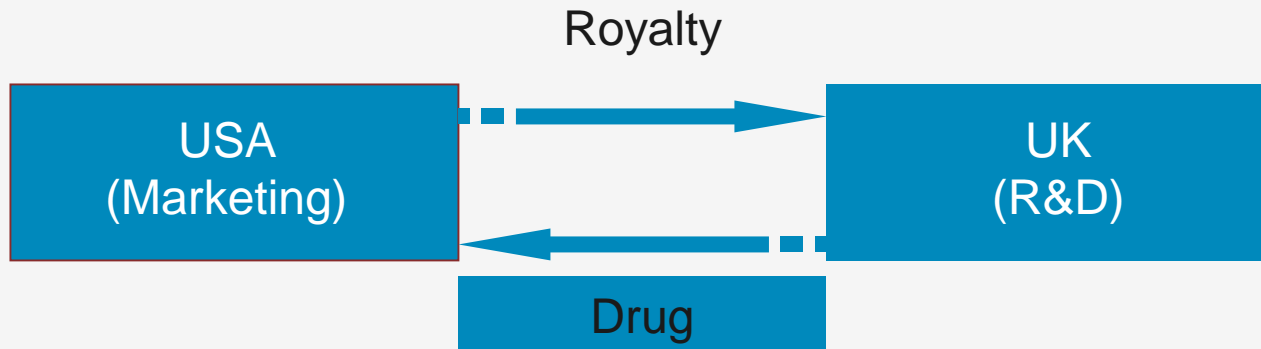 Royalty
USA
(Marketing)
UK
(R&D)
Drug